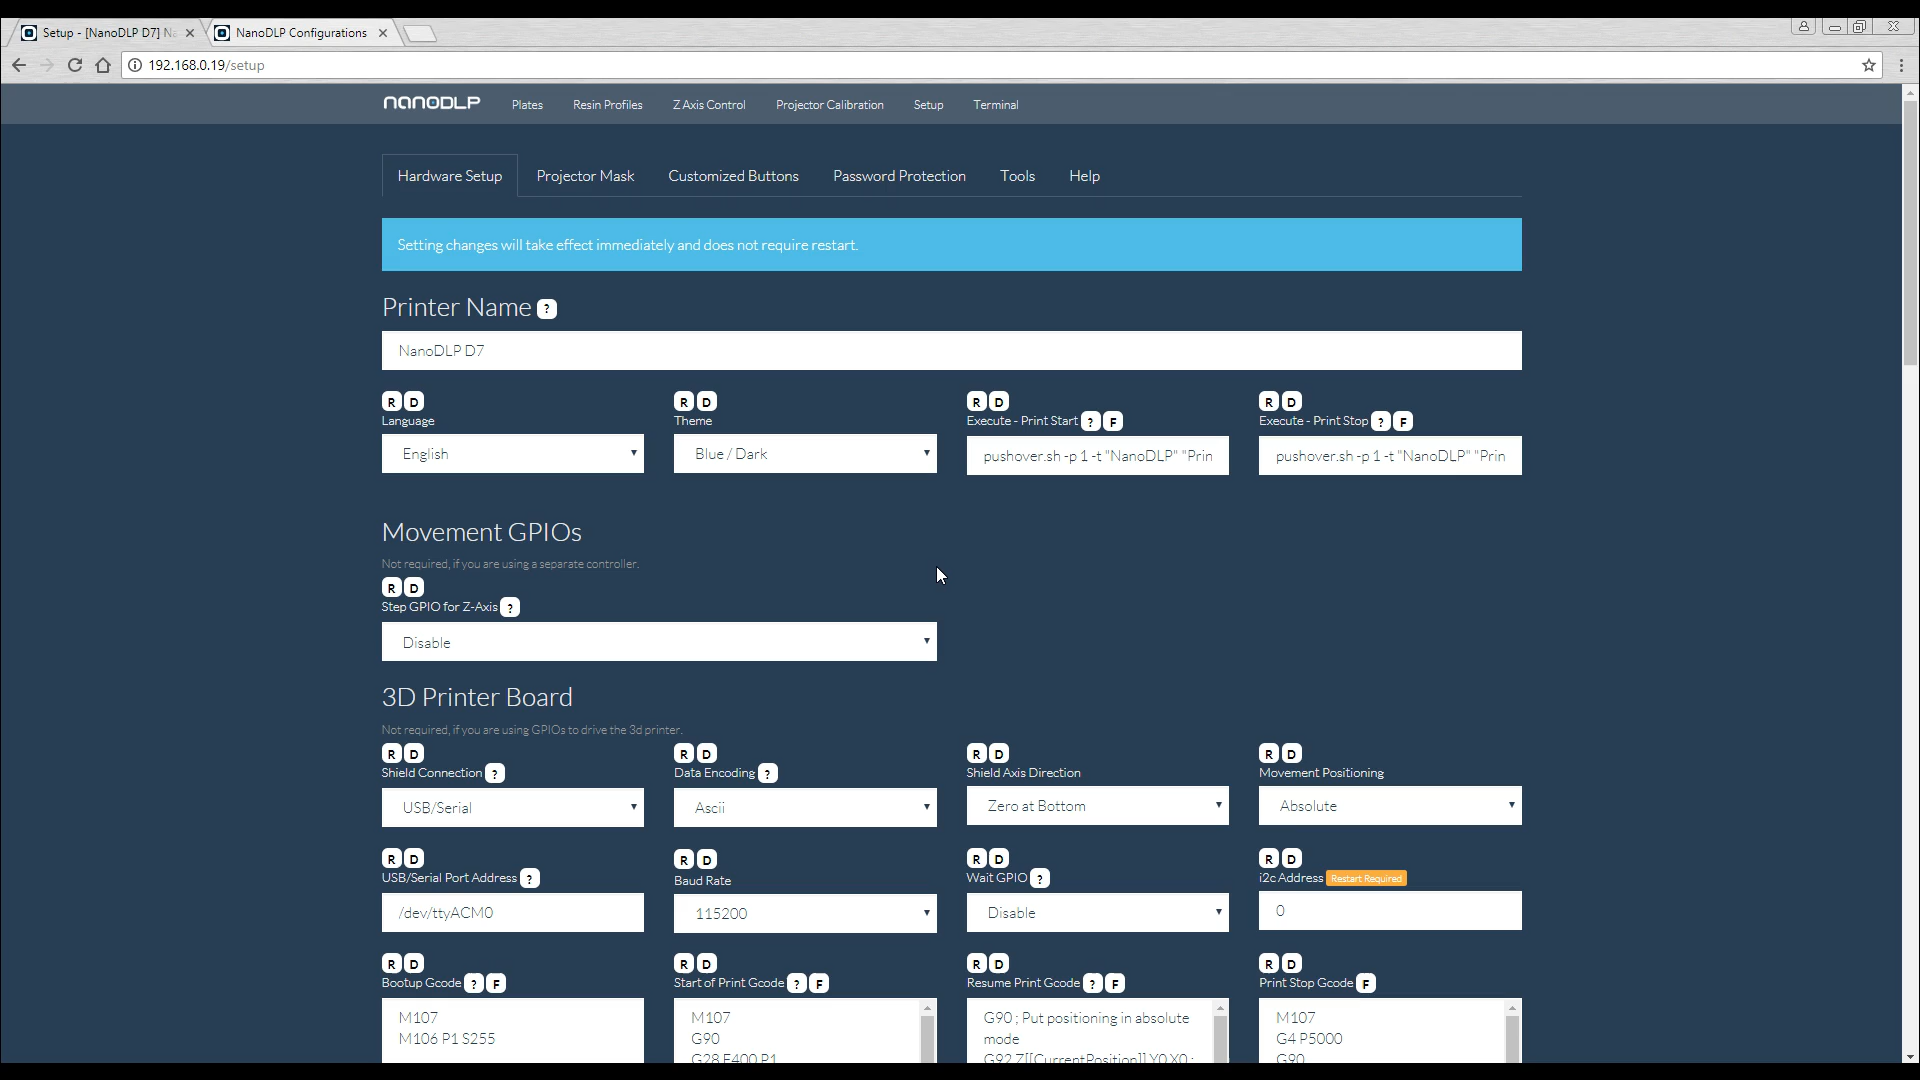 Setup - [NanoDLP D7]
NanoDLP Configurations
192.168.0.19/setup
NANODLP
Plates
Resin Profiles
Z Axis Control
Projector Calibration
Setup
Terminal
Hardware Setup
Projector Mask
Customized Buttons
Password Protection
Tools
Help
Setting changes will take effect immediately and does not require restart.
Printer Name ?
NanoDLP D7
R D
R D
R D
R D
Language
Theme
Execute - Print Start ? F
Execute - Print Stop ? F
English
Blue / Dark
pushover.sh -p 1 -t "NanoDLP" "Prin
pushover.sh -p 1 -t "NanoDLP" "Prin
Movement GPIOs
Not required, if you are using a separate controller.
R D
Step GPIO for Z-Axis ?
Disable
3D Printer Board
Not required, if you are using GPIOs to drive the 3d printer.
R D
R D
R D
R D
Shield Connection ?
Data Encoding ?
Shield Axis Direction
Movement Positioning
USB/Serial
Ascii
Zero at Bottom
Absolute
R D
R D
R D
R D
USB/Serial Port Address ?
Baud Rate
Wait GPIO ?
i2c Address Restart Required
/dev/ttyACM0
115200
Disable
0
R D
R D
R D
R D
Bootup Gcode ? F
Start of Print Gcode ? F
Resume Print Gcode ? F
Print Stop Gcode F
M107
M106 P1 S255
M107
G90
G28 F400 P1
G90 ; Put positioning in absolute
mode
G92 Z[[CurrentPosition]] Y0 X0 ;
M107
G4 P5000
G90